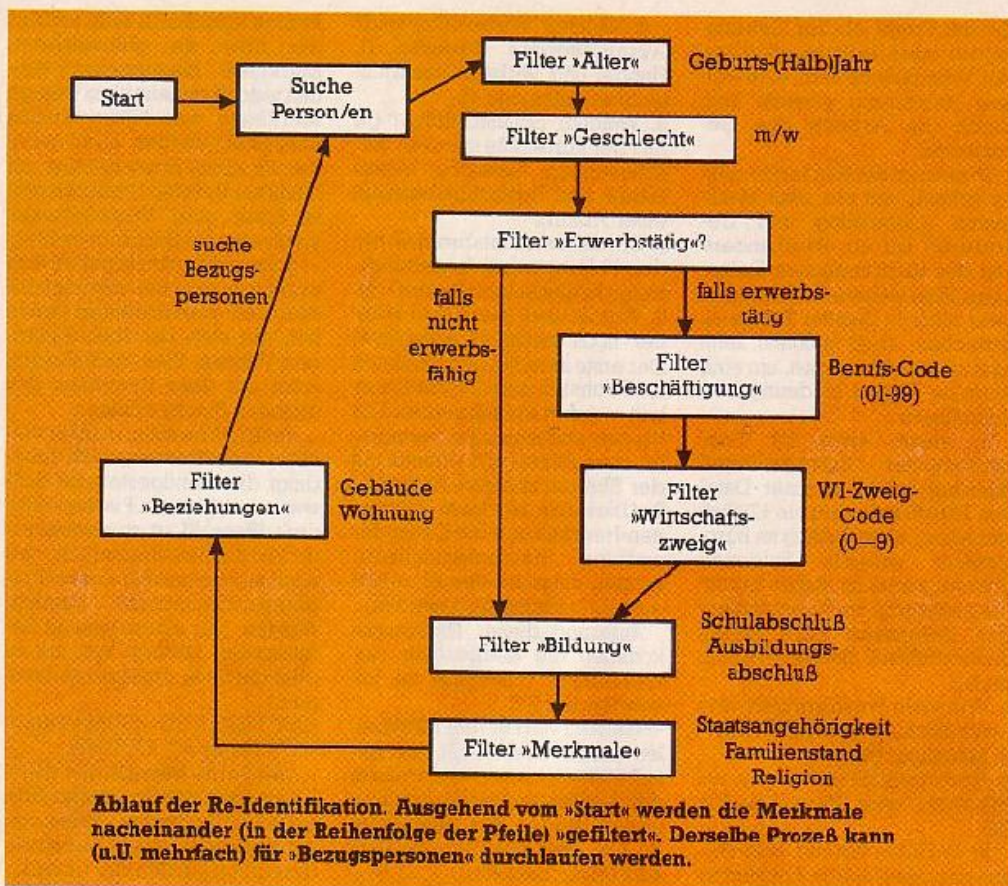 Start
Suche
Person/en
Filter »Alter«
Geburts-(Halb)Jahr
Filter »Geschlecht«
m/w
Filter »Erwerbstätig«?
falls
nicht
erwerbs-
fähig
falls erwerbs-
tätig
Filter
»Beschäftigung«
Berufs-Code
(01-99)
Filter
»Wirtschafts-
zweig«
WI-Zweig-
Code
(0—9)
Filter »Bildung«
Schulabschluß
Ausbildungs-
abschluß
Filter »Merkmale«
Staatsangehörigkeit
Familienstand
Religion
Filter
»Beziehungen«
Gebäude
Wohnung
suche
Bezugs-
personen
Ablauf der Re-Identifikation. Ausgehend vom »Start« werden die Merkmale
nacheinander (in der Reihenfolge der Pfeile) »gefiltert«. Derselbe Prozeß kann
(u.U. mehrfach) für »Bezugspersonen« durchlaufen werden.